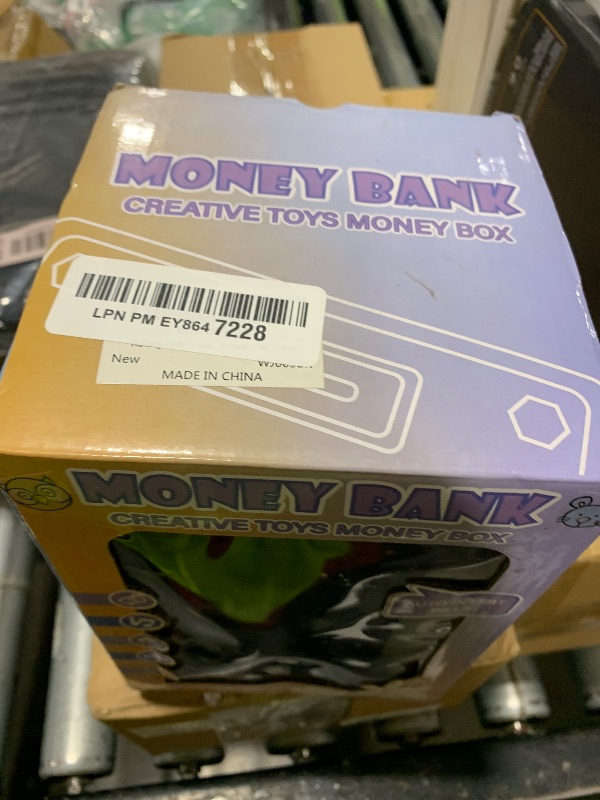 MONEY BANK
CREATIVE TOYS MONEY BOX
LPN PM EY864 7228
New
MADE IN CHINA
MONEY BANK
CREATIVE TOYS MONEY BOX